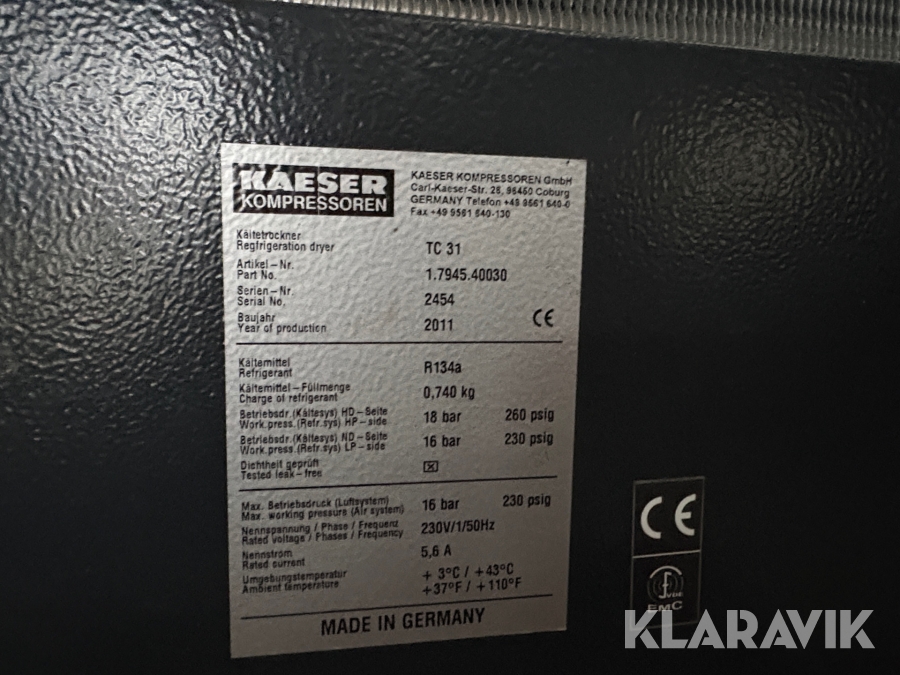 KAESER
KOMPRESSOREN
KAESER KOMPRESSOREN GmbH
Carl-Kaeser-Str. 26, 96450 Coburg
GERMANY Telefon +49 9561 640-0
Fax +49 9561 640-130
Kältetrockner
Regfrigeration dryer TC 31
Artikel-Nr.
Part No. 1.7945.40030
Serien-Nr.
Serial No. 2454
Baujahr
Year of production 2011 CE
Kältemittel
Refrigerant R134a
Kältemittel-Füllmenge
Charge of refrigerant 0,740 kg
Betriebsdr.(Kältesys) HD-Seite
Work.press.(Refr.sys) HP-side 18 bar 260 psig
Betriebsdr.(Kältesys) ND-Seite
Work.press.(Refr.sys) LP-side 16 bar 230 psig
Dichtheit geprüft
Tested leak-free
Max. Betriebsdruck (Luftsystem)
Max. working pressure (Air system) 16 bar 230 psig
Nennspannung / Phase / Frequenz
Rated voltage / Phases / Frequency 230V/1/50Hz
Nennstrom
Rated current 5,6 A
Umgebungstemperatur
Ambient temperature
+ 3°C / +43°C
+37°F / +110°F
MADE IN GERMANY
CE
VDE
EMC
KLARAVIK